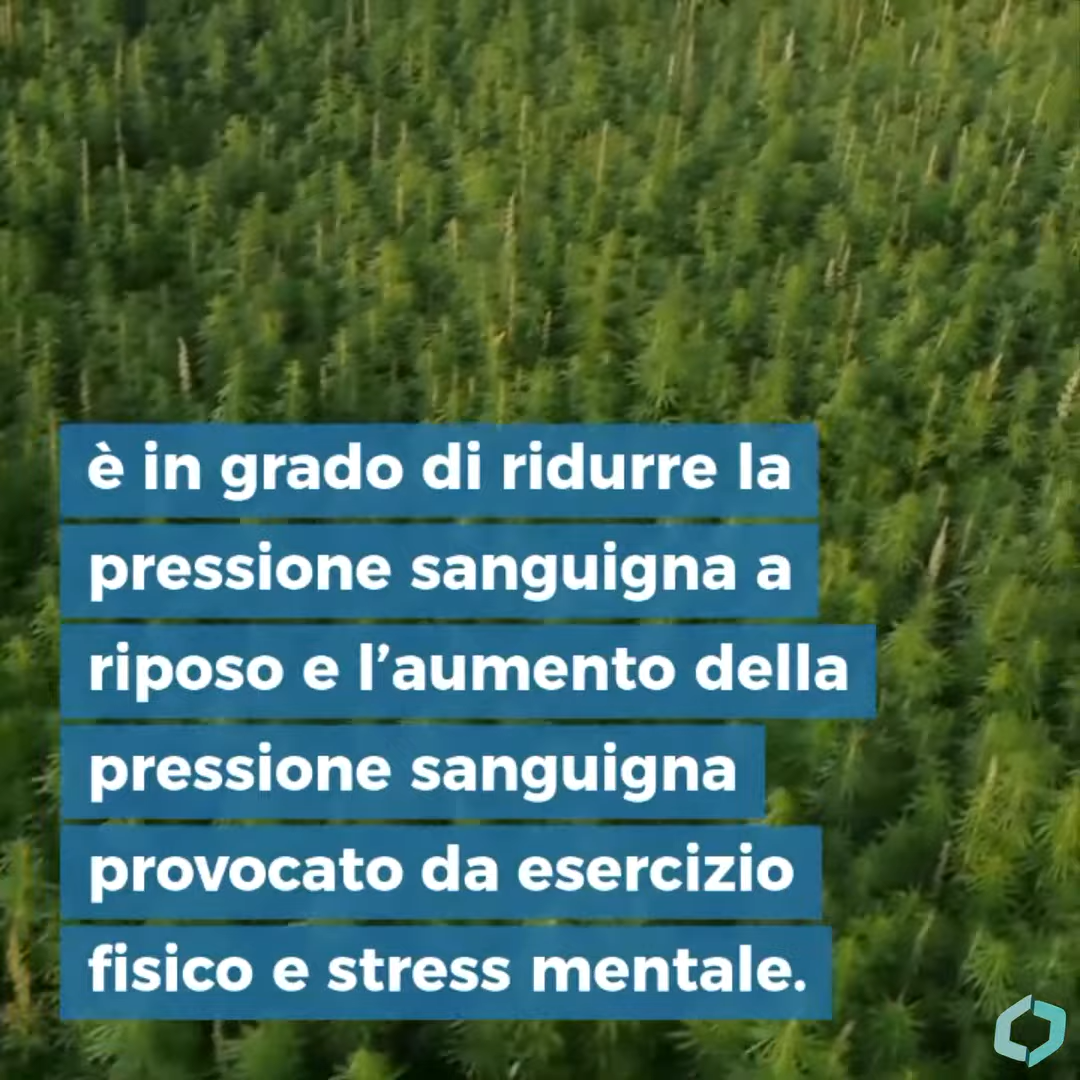 è in grado di ridurre la
pressione sanguigna a
riposo e l’aumento della
pressione sanguigna
provocato da esercizio
fisico e stress mentale.